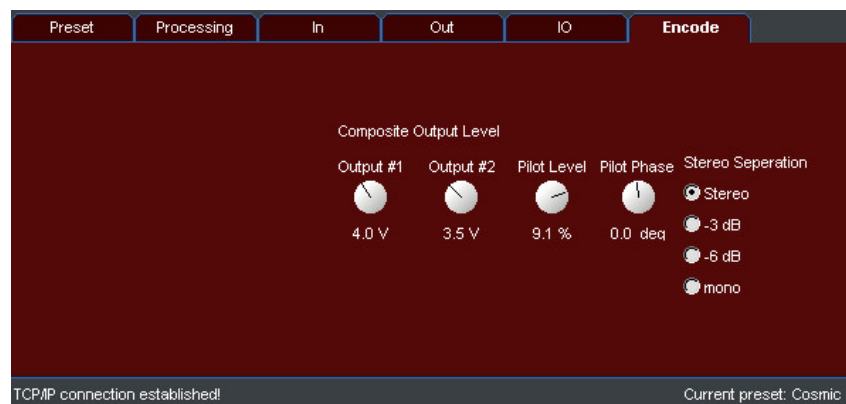 Preset Processing In Out IO Encode
Composite Output Level
Output #1 Output #2 Pilot Level Pilot Phase Stereo Seperation
Stereo
4.0 V 3.5 V 9.1 % 0.0 deg -3 dB
-6 dB
mono
TCP/IP connection established! Current preset: Cosmic